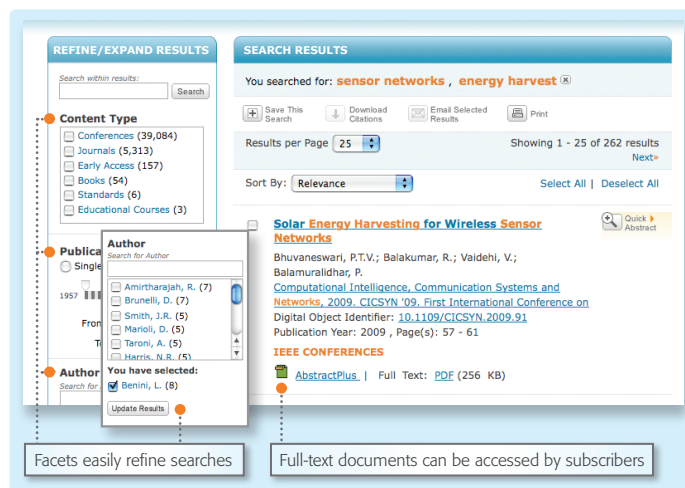 REFINE/EXPAND RESULTS
Search within results:
Search
Content Type
Conferences (39,084)
Journals (5,313)
Early Access (157)
Books (54)
Standards (6)
Educational Courses (3)
Publica
Single
1957
From
T
Author
Search for
Author
Search for Author
Amirtharajah, R. (7)
Brunelli, D. (7)
Smith, J.R. (5)
Marioli, D. (5)
Taroni, A. (5)
Harris, N.R. (5)
You have selected:
Benini, L. (8)
Update Results
SEARCH RESULTS
You searched for: sensor networks , energy harvest
Save This Search
Download Citations
Email Selected Results
Print
Results per Page 25
Showing 1 - 25 of 262 results
Next»
Sort By: Relevance
Select All | Deselect All
Solar Energy Harvesting for Wireless Sensor
Networks
Quick
Abstract
Bhuvaneswari, P.T.V.; Balakumar, R.; Vaidehi, V.;
Balamuralidhar, P.
Computational Intelligence, Communication Systems and
Networks, 2009. CICSYN '09. First International Conference on
Digital Object Identifier: 10.1109/CICSYN.2009.91
Publication Year: 2009 , Page(s): 57 - 61
IEEE CONFERENCES
AbstractPlus | Full Text: PDF (256 KB)
Facets easily refine searches
Full-text documents can be accessed by subscribers